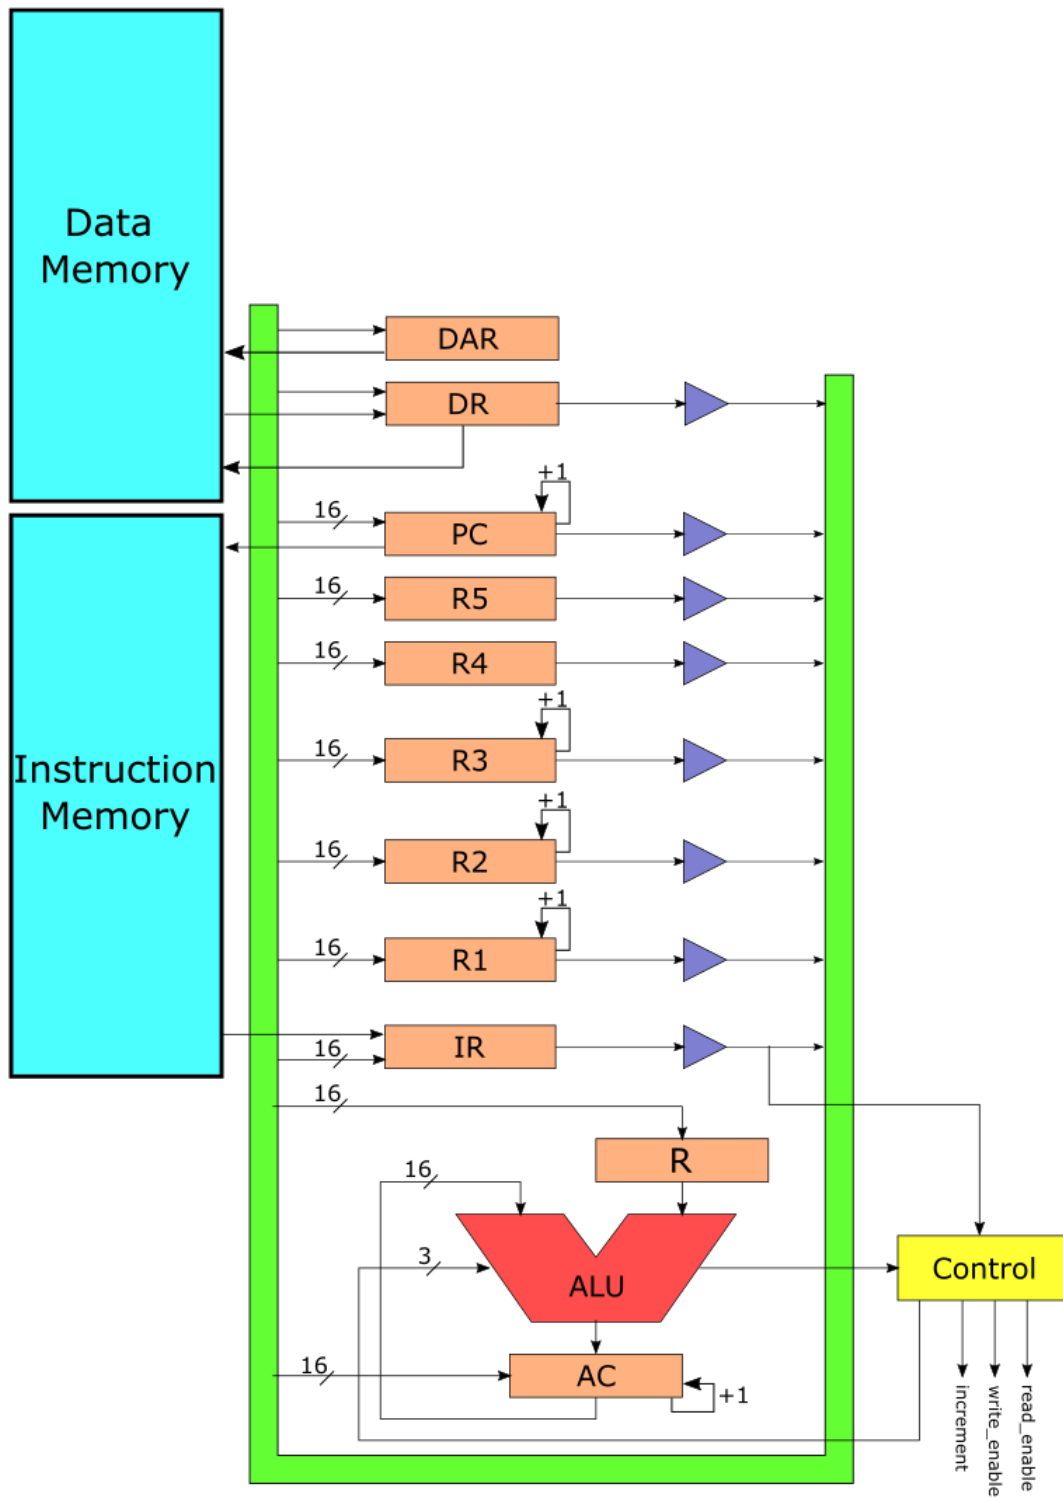 Data
Memory
DAR
DR
+1
16
PC
16
R5
16
R4
+1
16
R3
Instruction
Memory
+1
16
R2
+1
16
R1
16
IR
16
R
16
3
ALU
Control
16
AC
+1
increment
write_enable
read_enable